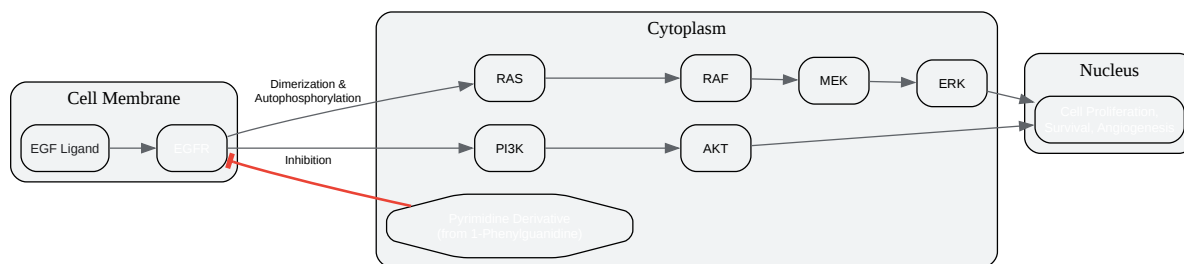 Cytoplasm
Cell Membrane
Nucleus
EGF Ligand
EGFR
Dimerization &
Autophosphorylation
Inhibition
RAS
RAF
MEK
ERK
PI3K
AKT
Cell Proliferation,
Survival, Angiogenesis
Pyrimidine Derivative
(from 1-Phenylguanidine)